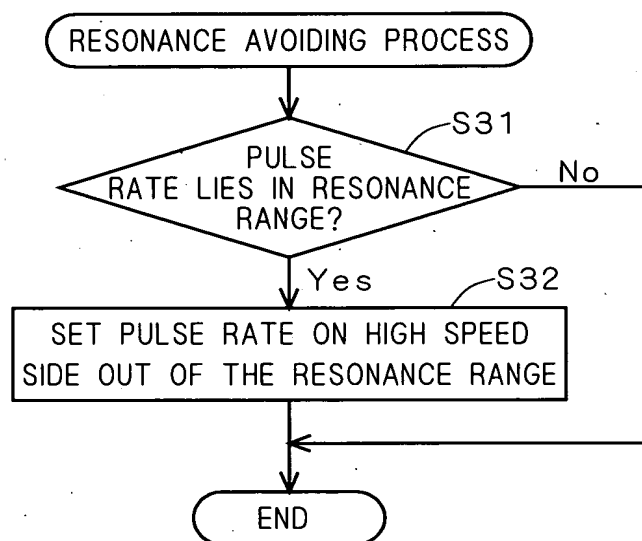 RESONANCE AVOIDING PROCESS
S31
PULSE
RATE LIES IN RESONANCE
RANGE?
No
Yes
S32
SET PULSE RATE ON HIGH SPEED
SIDE OUT OF THE RESONANCE RANGE
END